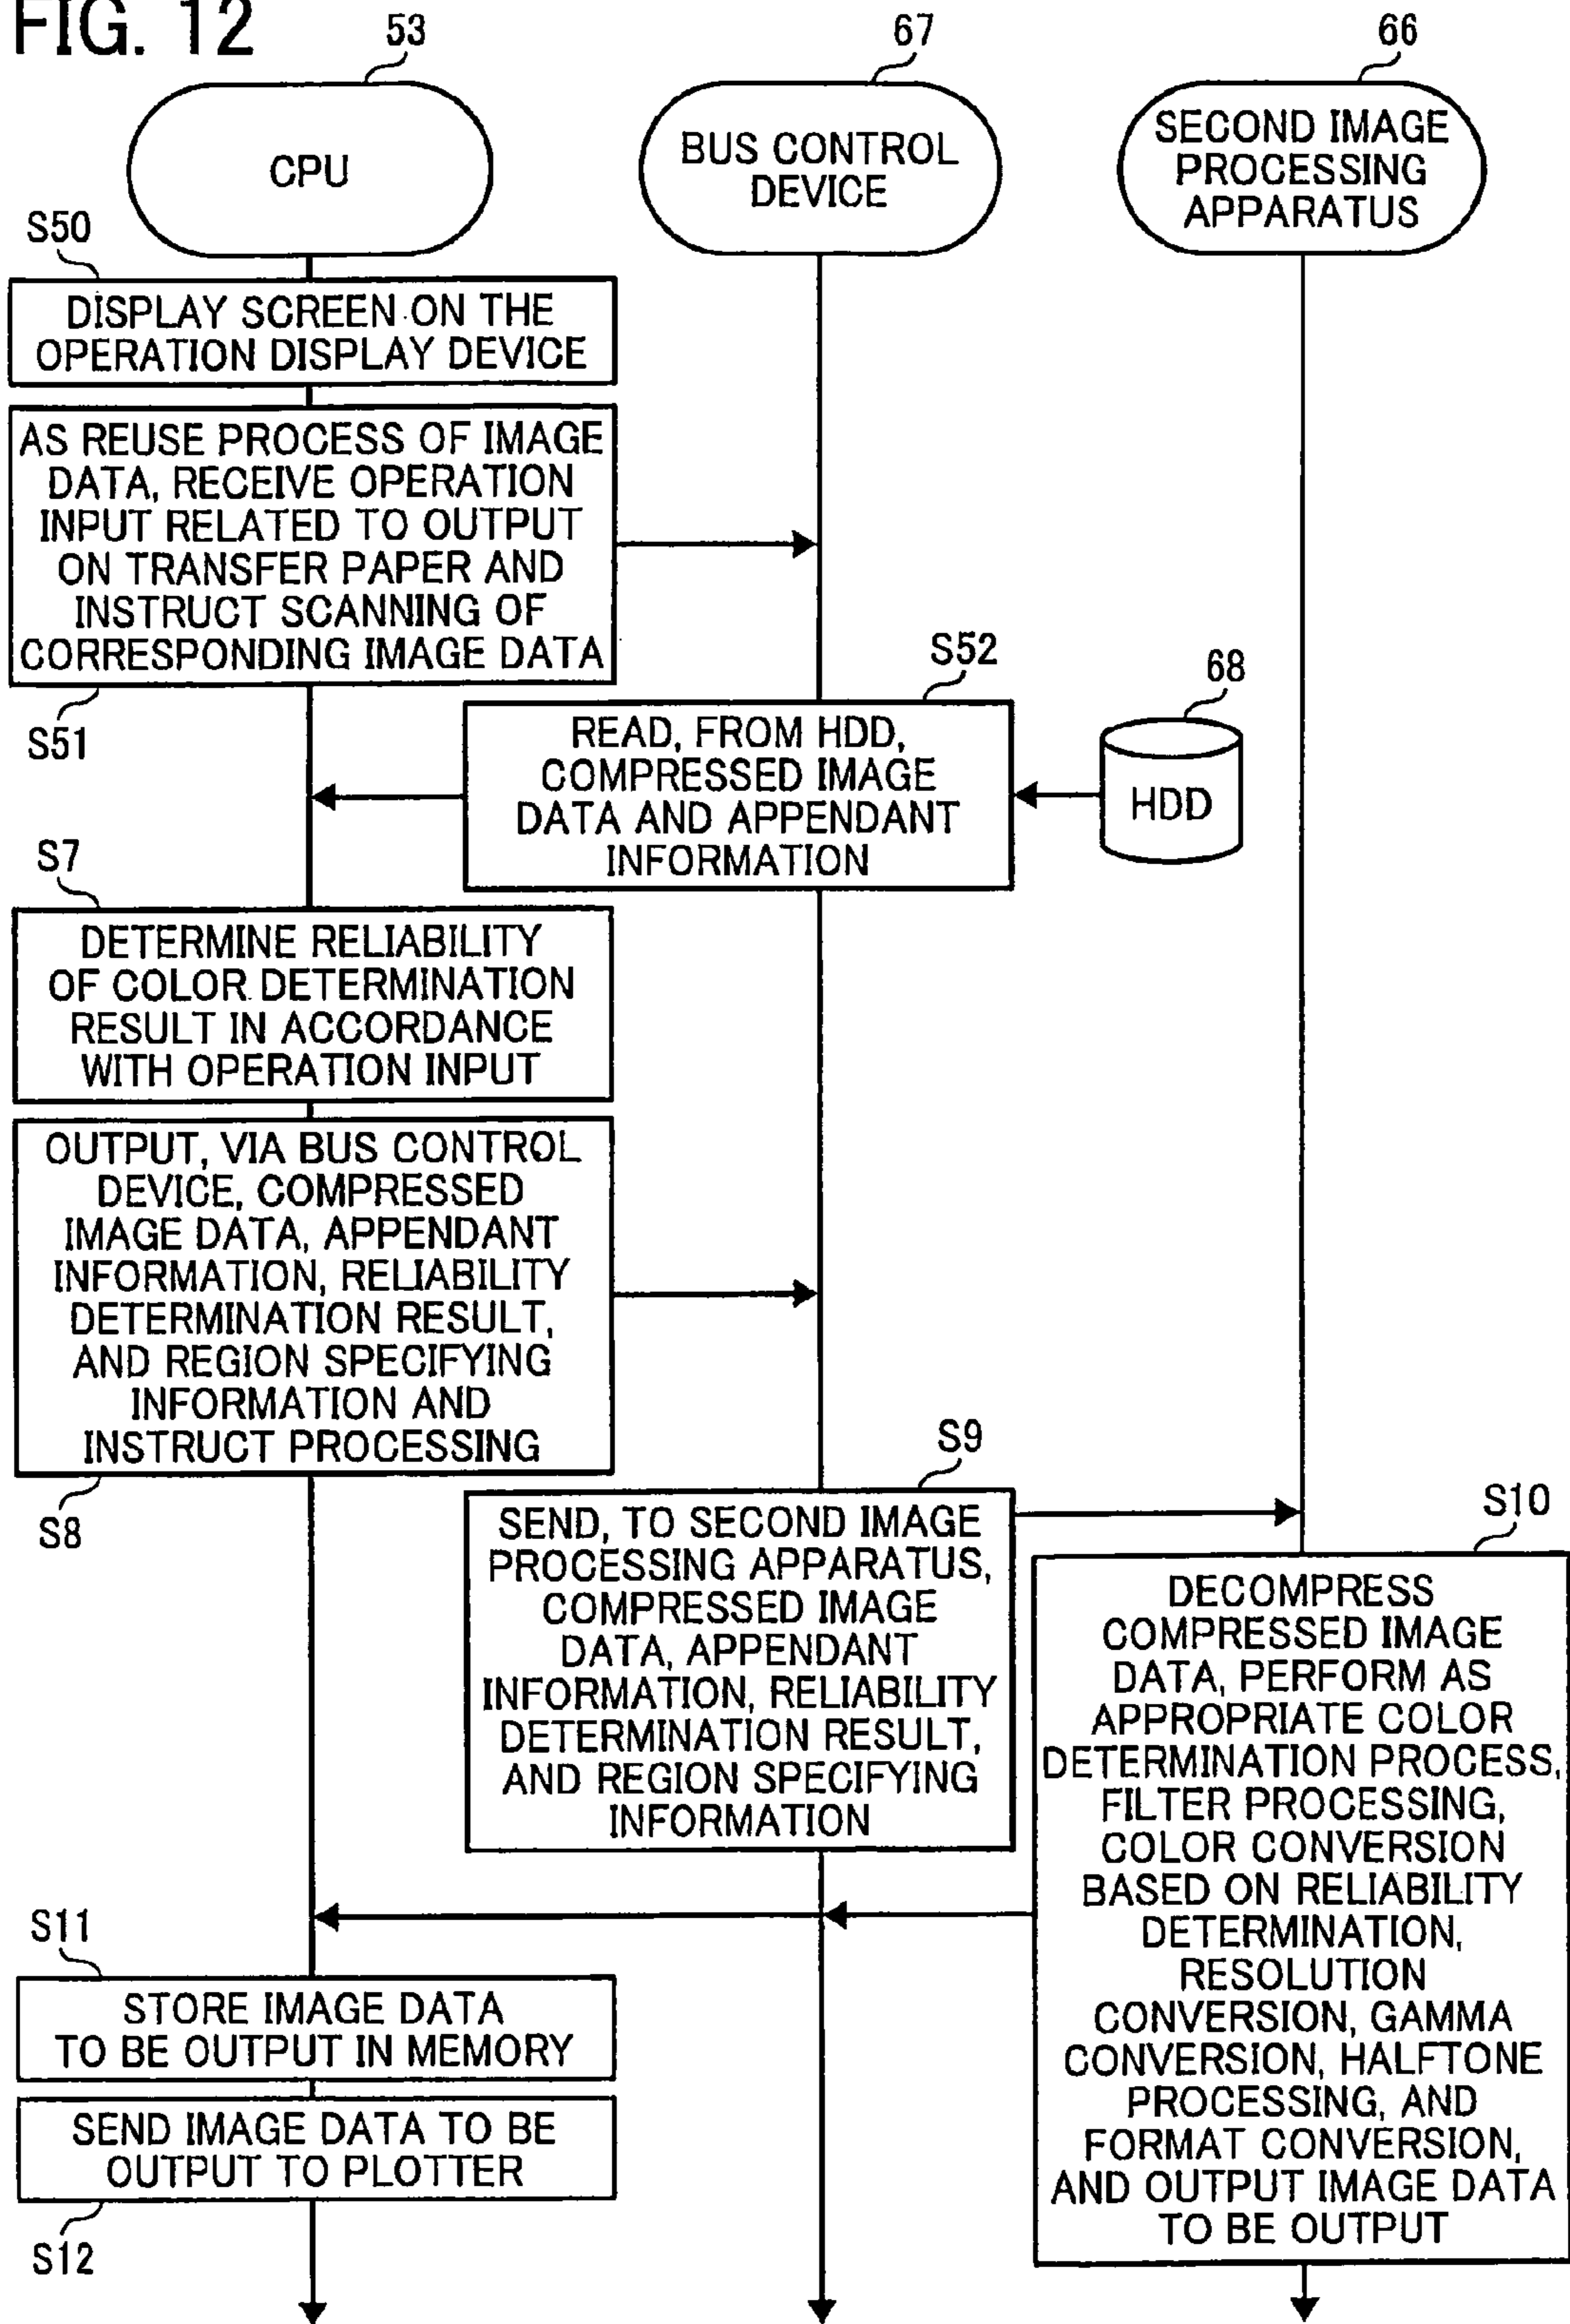 FIG. 12
53
67
66
CPU
BUS CONTROL
DEVICE
SECOND IMAGE
PROCESSING
APPARATUS
S50
DISPLAY SCREEN ON THE
OPERATION DISPLAY DEVICE
AS REUSE PROCESS OF IMAGE
DATA, RECEIVE OPERATION
INPUT RELATED TO OUTPUT
ON TRANSFER PAPER AND
INSTRUCT SCANNING OF
CORRESPONDING IMAGE DATA
S51
S52
READ, FROM HDD,
COMPRESSED IMAGE
DATA AND APPENDANT
INFORMATION
68
HDD
S7
DETERMINE RELIABILITY
OF COLOR DETERMINATION
RESULT IN ACCORDANCE
WITH OPERATION INPUT
OUTPUT, VIA BUS CONTROL
DEVICE, COMPRESSED
IMAGE DATA, APPENDANT
INFORMATION, RELIABILITY
DETERMINATION RESULT,
AND REGION SPECIFYING
INFORMATION AND
INSTRUCT PROCESSING
S8
S9
SEND, TO SECOND IMAGE
PROCESSING APPARATUS,
COMPRESSED IMAGE
DATA, APPENDANT
INFORMATION, RELIABILITY
DETERMINATION RESULT,
AND REGION SPECIFYING
INFORMATION
S10
DECOMPRESS
COMPRESSED IMAGE
DATA, PERFORM AS
APPROPRIATE COLOR
DETERMINATION PROCESS,
FILTER PROCESSING,
COLOR CONVERSION
BASED ON RELIABILITY
DETERMINATION,
RESOLUTION
CONVERSION, GAMMA
CONVERSION, HALFTONE
PROCESSING, AND
FORMAT CONVERSION,
AND OUTPUT IMAGE DATA
TO BE OUTPUT
S11
STORE IMAGE DATA
TO BE OUTPUT IN MEMORY
SEND IMAGE DATA TO BE
OUTPUT TO PLOTTER
S12